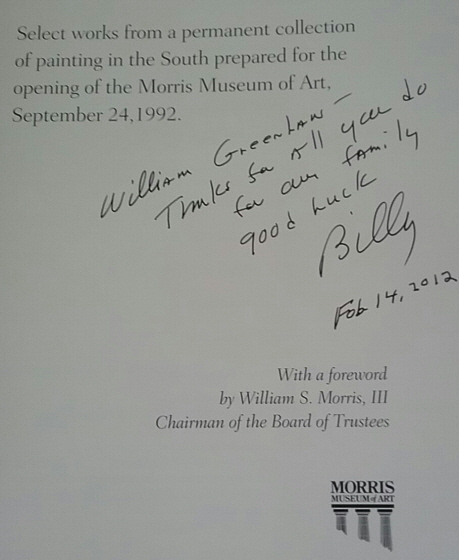 Select works from a permanent collection
of painting in the South prepared for the
opening of the Morris Museum of Art,
September 24, 1992.
William Greenhaw -
Thnks for All you do
for our family
good Luck
Billy
Feb 14, 2012
With a foreword
by William S. Morris, III
Chairman of the Board of Trustees
MORRIS
MUSEUM of ART